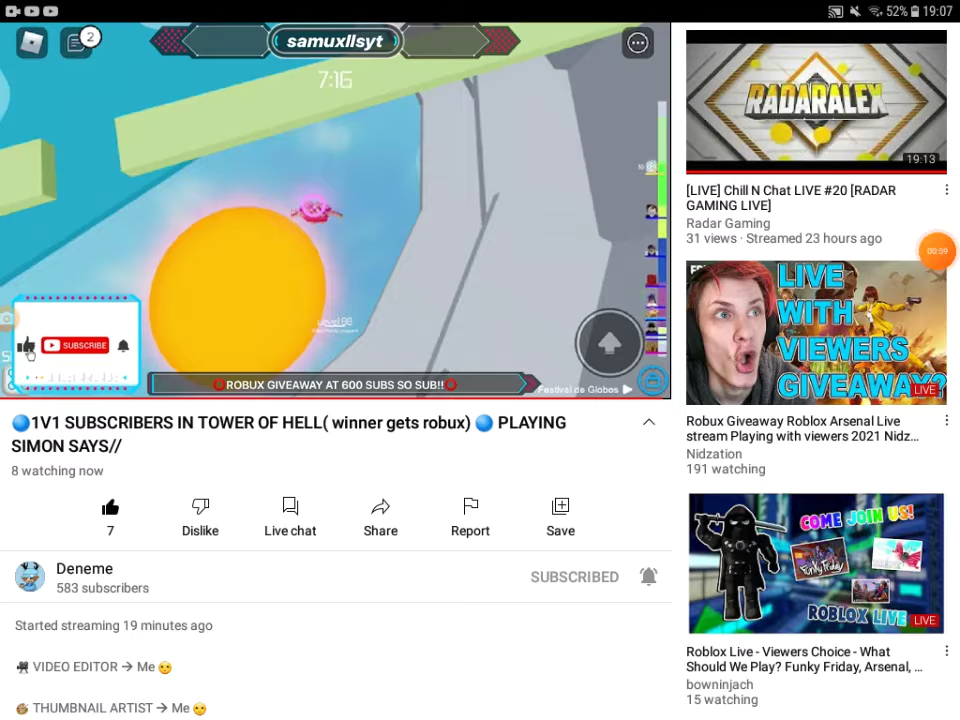 52% 19:07
2
samuxllsyt
7:16
SUBSCRIBE
ROBUX GIVEAWAY AT 600 SUBS SO SUB!!
Festival de Globos
🔵1V1 SUBSCRIBERS IN TOWER OF HELL( winner gets robux) 🔵 PLAYING
SIMON SAYS//
8 watching now
7
Dislike
Live chat
Share
Report
Save
Deneme
583 subscribers
SUBSCRIBED
Started streaming 19 minutes ago
VIDEO EDITOR → Me
THUMBNAIL ARTIST → Me
RADARALEX
19:13
[LIVE] Chill N Chat LIVE #20 [RADAR
GAMING LIVE]
Radar Gaming
31 views · Streamed 23 hours ago
00:59
LIVE
WITH
VIEWERS
GIVEAWAY?
LIVE
Robux Giveaway Roblox Arsenal Live
stream Playing with viewers 2021 Nidz...
Nidzation
191 watching
COME JOIN US!
Funky Friday
ROBLOX LIVE
LIVE
Roblox Live - Viewers Choice - What
Should We Play? Funky Friday, Arsenal, ...
bowninjach
15 watching